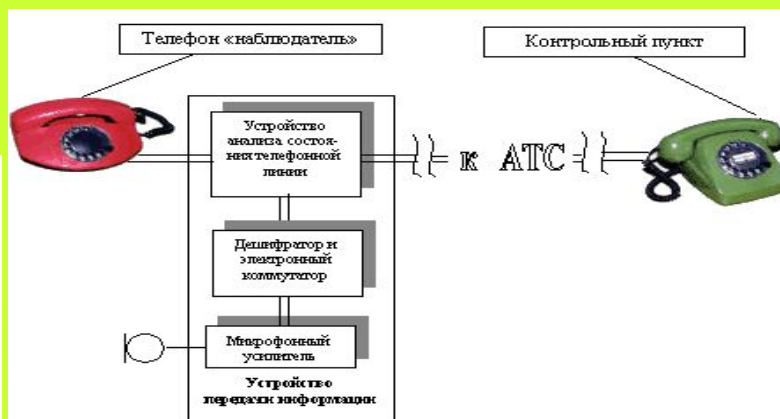 Телефон «наблюдатель»
Контрольный пункт
Устройство
анализа состоя-
ния телефонной
линии
к АТС
Дешифратор и
электронный
коммутатор
Микрофонный
усилитель
Устройство
передачи информации